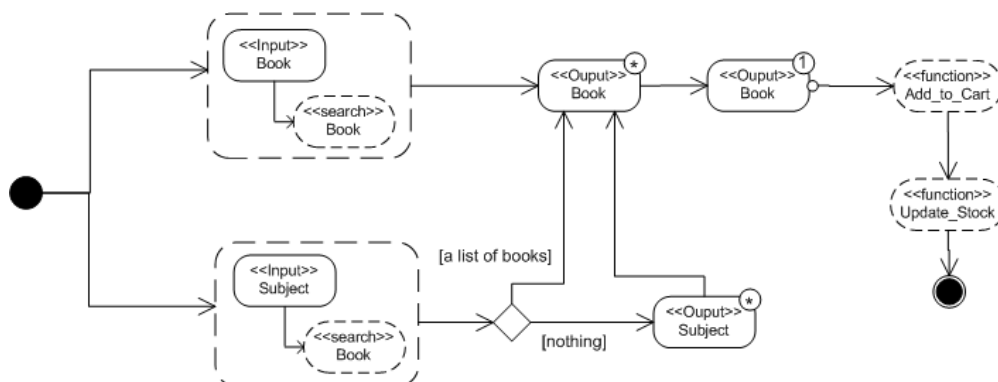 <<Input>>
Book
<<search>>
Book
<<Ouput>>
Book
*
<<Ouput>>
Book
1
<<function>>
Add_to_Cart
<<function>>
Update_Stock
[a list of books]
<<Input>>
Subject
<<search>>
Book
[nothing]
<<Ouput>>
Subject
*